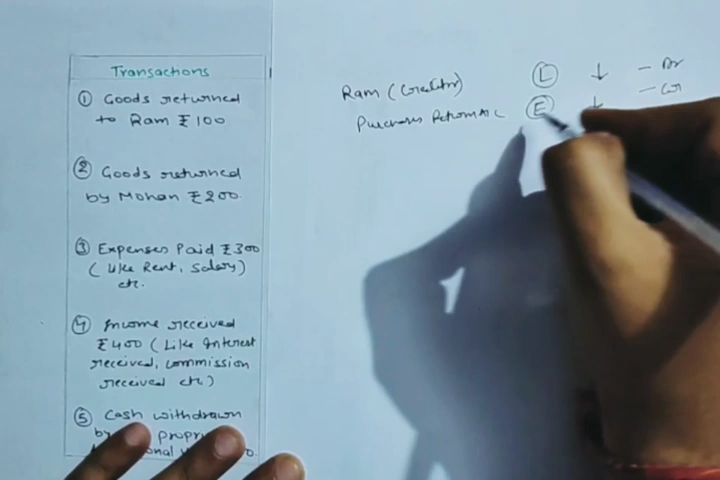 Transactions
① Goods returned
to Ram ₹100
② Goods returned
by Mohan ₹200.
③ Expenses Paid ₹300
(Like Rent, Salary)
etc.
④ Income received
₹400 (Like Interest
received, commission
received etc)
⑤ Cash withdrawn
by
Ram (Creditor) L ↓ — Dr
Purchases Return A/c E ↓ — Cr